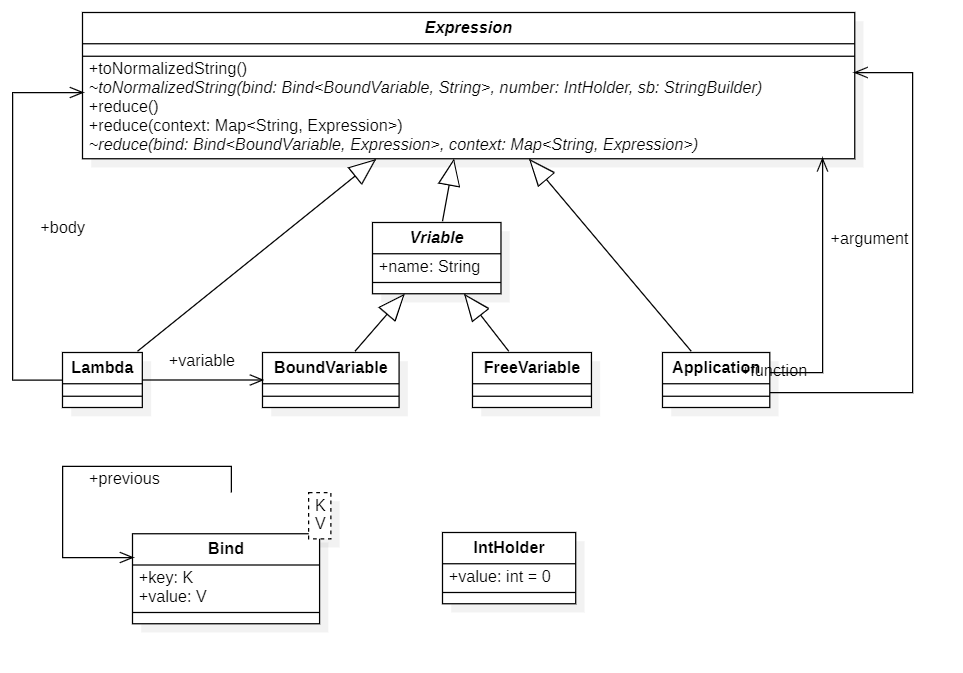 Expression
+toNormalizedString()
~toNormalizedString(bind: Bind<BoundVariable, String>, number: IntHolder, sb: StringBuilder)
+reduce()
+reduce(context: Map<String, Expression>)
~reduce(bind: Bind<BoundVariable, Expression>, context: Map<String, Expression>)
+body
Vriable
+name: String
+argument
Lambda
+variable
BoundVariable
FreeVariable
Application
+function
+previous
K
V
Bind
+key: K
+value: V
IntHolder
+value: int = 0